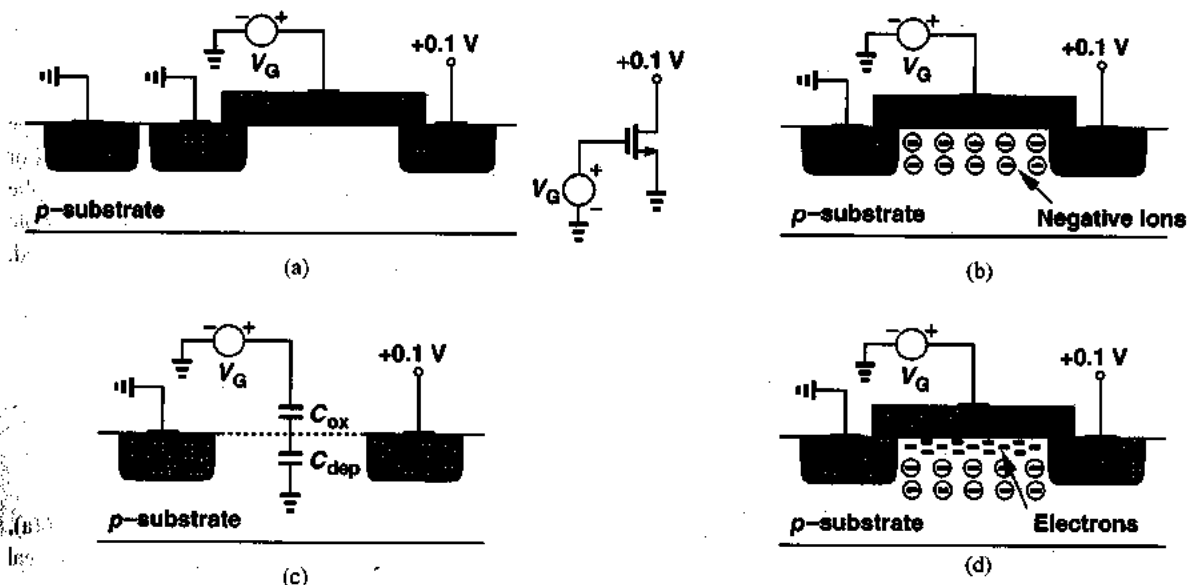 − +
V_G
+0.1 V
p−substrate
(a)
+0.1 V
V_G
+
−
− +
V_G
+0.1 V
p−substrate
Negative Ions
(b)
− +
V_G
+0.1 V
C_ox
C_dep
p−substrate
(c)
− +
V_G
+0.1 V
p−substrate
Electrons
(d)